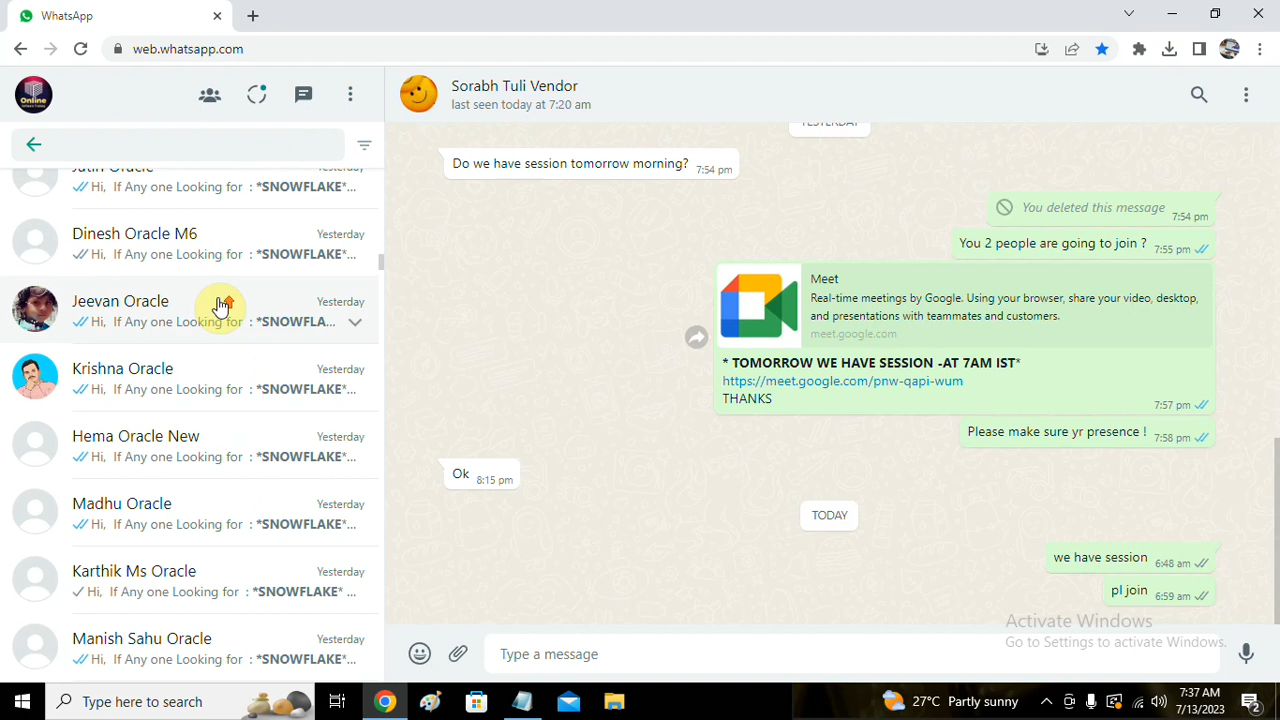 WhatsApp
web.whatsapp.com
Online
Jatin Oracle
Yesterday
Hi, If Any one Looking for : *SNOWFLAKE*...
Dinesh Oracle M6
Yesterday
Hi, If Any one Looking for : *SNOWFLAKE*...
Jeevan Oracle
Yesterday
Hi, If Any one Looking for : *SNOWFLA...
Krishna Oracle
Yesterday
Hi, If Any one Looking for : *SNOWFLAKE*...
Hema Oracle New
Yesterday
Hi, If Any one Looking for : *SNOWFLAKE*...
Madhu Oracle
Yesterday
Hi, If Any one Looking for : *SNOWFLAKE*...
Karthik Ms Oracle
Yesterday
Hi, If Any one Looking for : *SNOWFLAKE* ...
Manish Sahu Oracle
Yesterday
Hi, If Any one Looking for : *SNOWFLAKE*...
Sorabh Tuli Vendor
last seen today at 7:20 am
YESTERDAY
Do we have session tomorrow morning? 7:54 pm
You deleted this message 7:54 pm
You 2 people are going to join ? 7:55 pm
Meet
Real-time meetings by Google. Using your browser, share your video, desktop,
and presentations with teammates and customers.
meet.google.com
* TOMORROW WE HAVE SESSION -AT 7AM IST*
https://meet.google.com/pnw-qapi-wum
THANKS
7:57 pm
Please make sure yr presence ! 7:58 pm
Ok 8:15 pm
TODAY
we have session 6:48 am
pl join 6:59 am
Activate Windows
Go to Settings to activate Windows.
Type a message
Type here to search
27°C Partly sunny
7:37 AM
7/13/2023
2